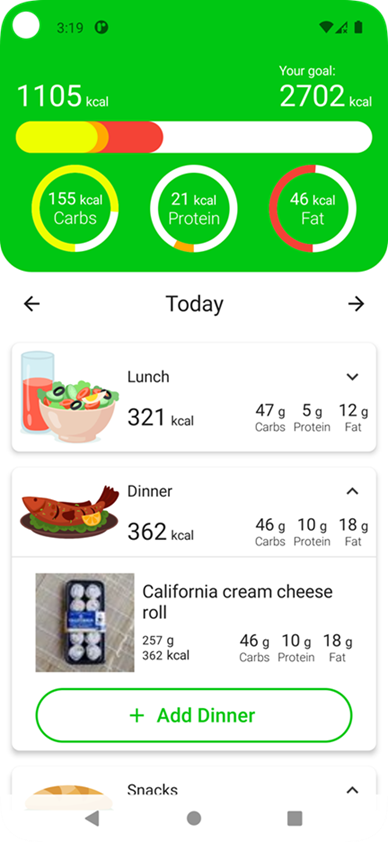 3:19
Your goal:
1105 kcal
2702 kcal
155 kcal
Carbs
21 kcal
Protein
46 kcal
Fat
Today
Lunch
321 kcal
47 g
Carbs
5 g
Protein
12 g
Fat
Dinner
362 kcal
46 g
Carbs
10 g
Protein
18 g
Fat
California cream cheese
roll
257 g
362 kcal
46 g
Carbs
10 g
Protein
18 g
Fat
+ Add Dinner
Snacks